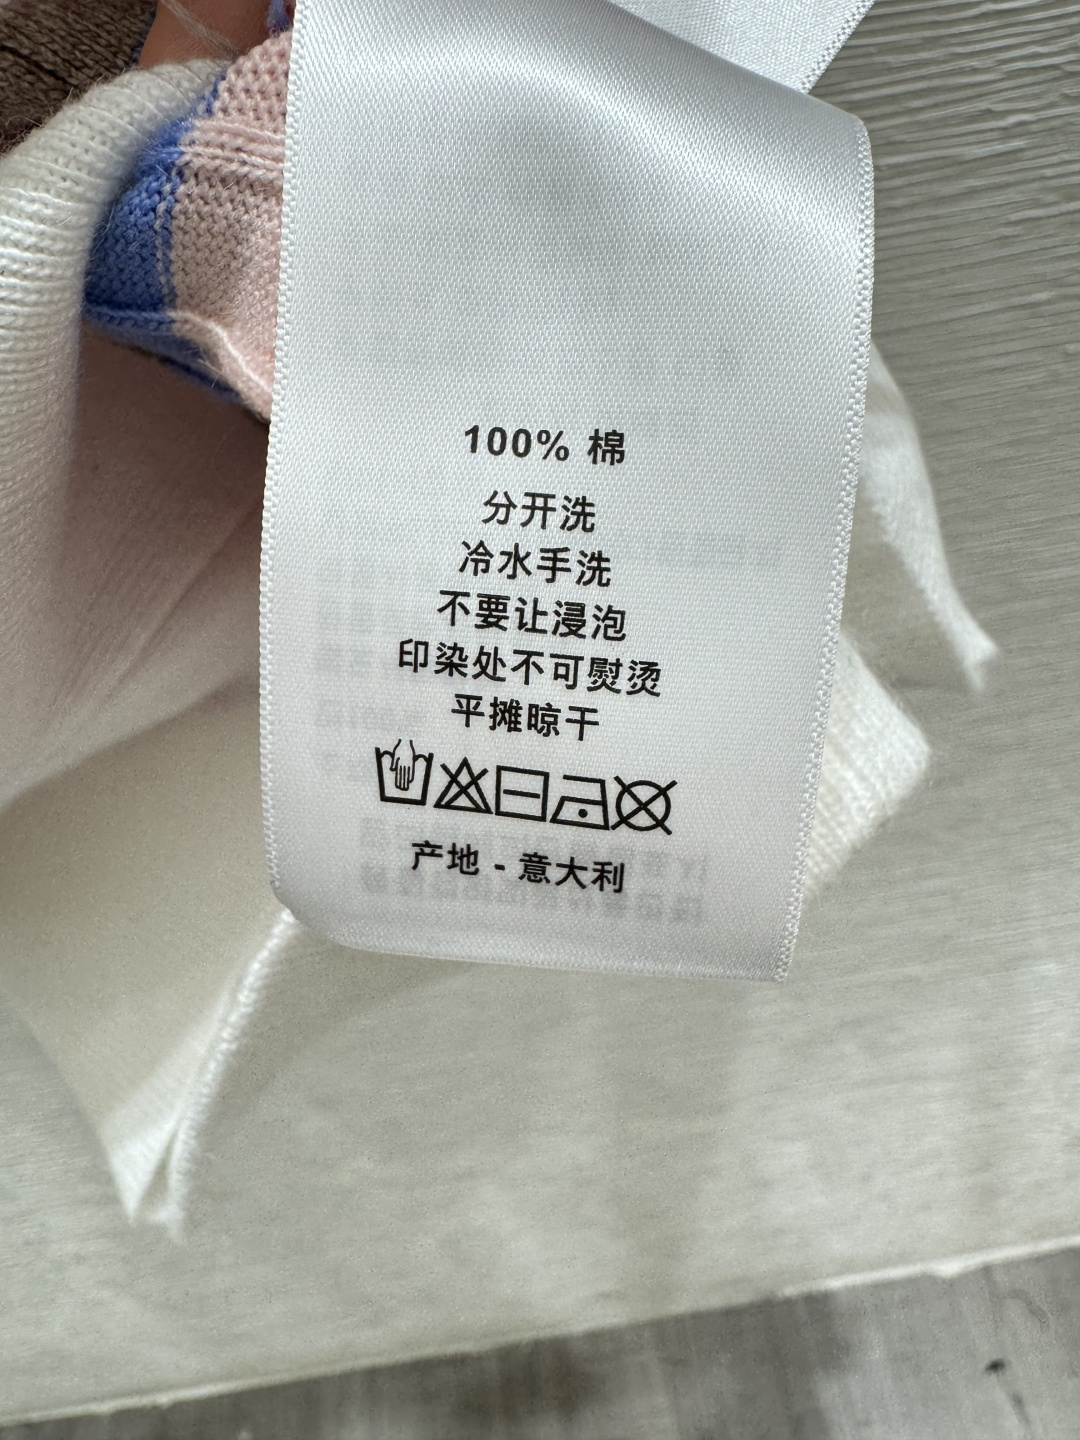 100% 棉
分开洗
冷水手洗
不要让浸泡
印染处不可熨烫
平摊晾干
产地 - 意大利